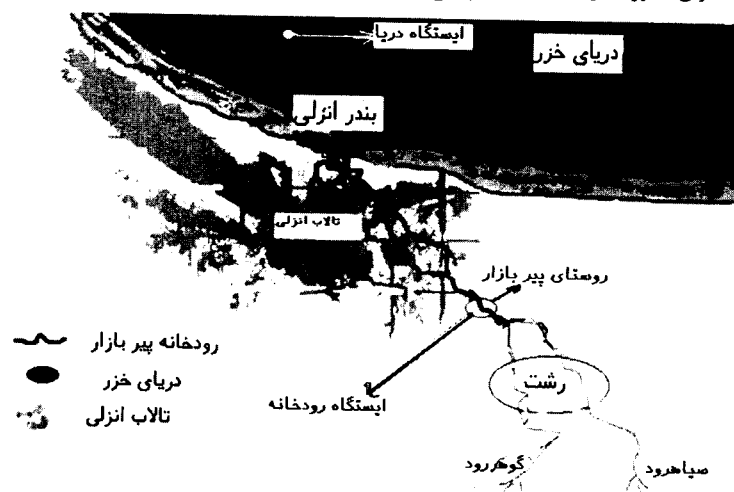 ایستگاه دریا
دریای خزر
بندر انزلی
تالاب انزلی
روستای پیر بازار
رودخانه پیر بازار
دریای خزر
تالاب انزلی
رشت
ایستگاه رودخانه
گوهررود
صیاهرود